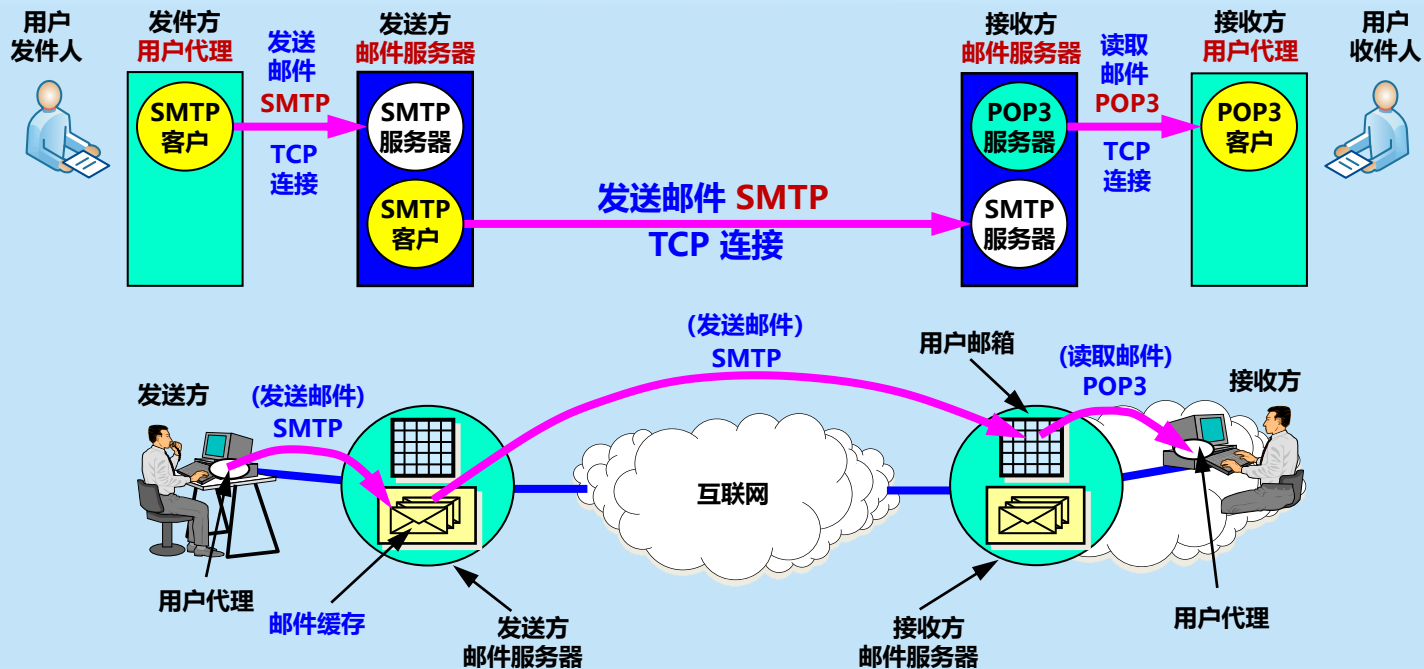 用户
发件人
发件方
用户代理
发送
邮件
SMTP
TCP
连接
发送方
邮件服务器
接收方
邮件服务器
读取
邮件
POP3
TCP
连接
接收方
用户代理
用户
收件人
SMTP
客户
SMTP
服务器
SMTP
客户
发送邮件 SMTP
TCP 连接
POP3
服务器
SMTP
服务器
POP3
客户
发送方
(发送邮件)
SMTP
(发送邮件)
SMTP
用户邮箱
(读取邮件)
POP3
接收方
互联网
用户代理
邮件缓存
发送方
邮件服务器
接收方
邮件服务器
用户代理